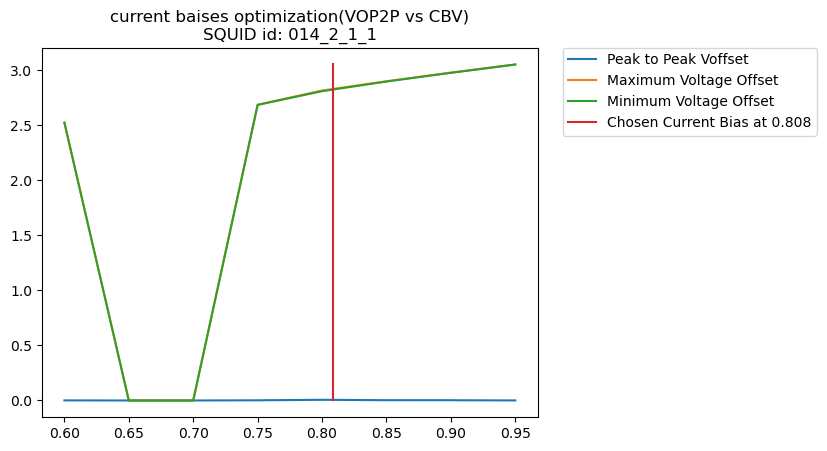 current baises optimization(VOP2P vs CBV)
SQUID id: 014_2_1_1
Peak to Peak Voffset
Maximum Voltage Offset
Minimum Voltage Offset
Chosen Current Bias at 0.808
3.0
2.5
2.0
1.5
1.0
0.5
0.0
0.60 0.65 0.70 0.75 0.80 0.85 0.90 0.95